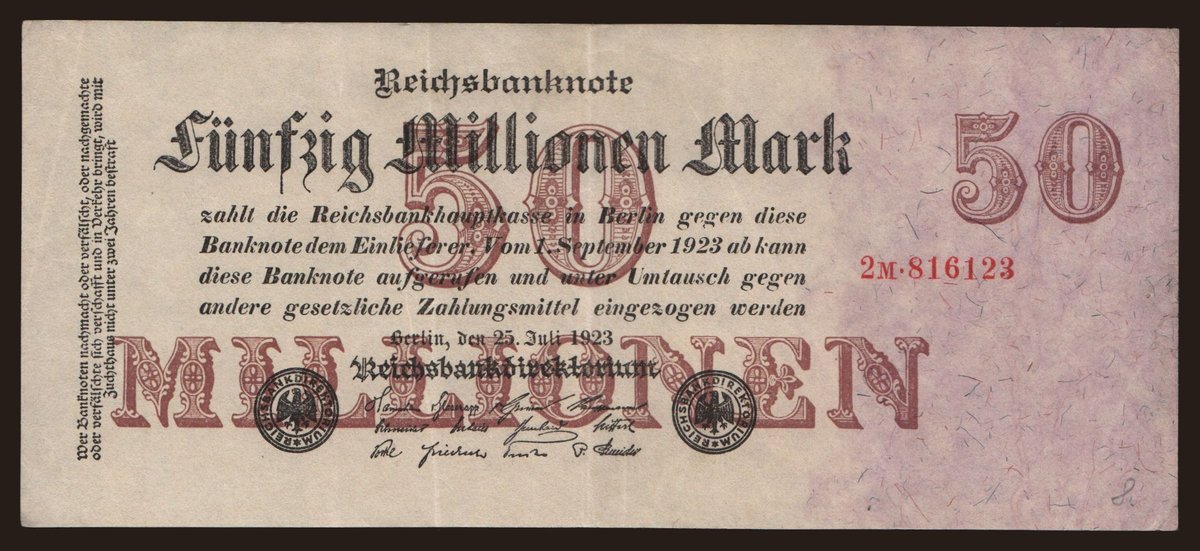 Reichsbanknote
Fünfzig Millionen Mark
50
50
zahlt die Reichsbankhauptkasse in Berlin gegen diese
Banknote dem Einlieferer. Vom 1. September 1923 ab kann
diese Banknote aufgerufen und unter Umtausch gegen
andere gesetzliche Zahlungsmittel eingezogen werden
2M·816123
Berlin, den 25. Juli 1923
MILLIONEN
Reichsbankdirektorium
REICHSBANKDIREKTORIUM
REICHSBANKDIREKTORIUM
Wer Banknoten nachmacht oder verfälscht, oder nachgemachte
oder verfälschte sich verschafft und in Verkehr bringt, wird mit
Zuchthaus nicht unter zwei Jahren bestraft